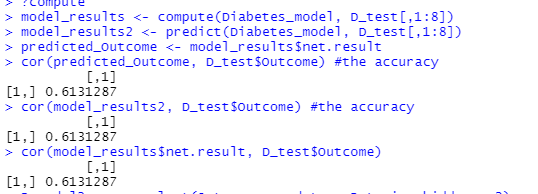 > ?compute
> model_results <- compute(Diabetes_model, D_test[,1:8])
> model_results2 <- predict(Diabetes_model, D_test[,1:8])
> predicted_Outcome <- model_results$net.result
> cor(predicted_Outcome, D_test$Outcome) #the accuracy
[,1]
[1,] 0.6131287
> cor(model_results2, D_test$Outcome) #the accuracy
[,1]
[1,] 0.6131287
> cor(model_results$net.result, D_test$Outcome)
[,1]
[1,] 0.6131287